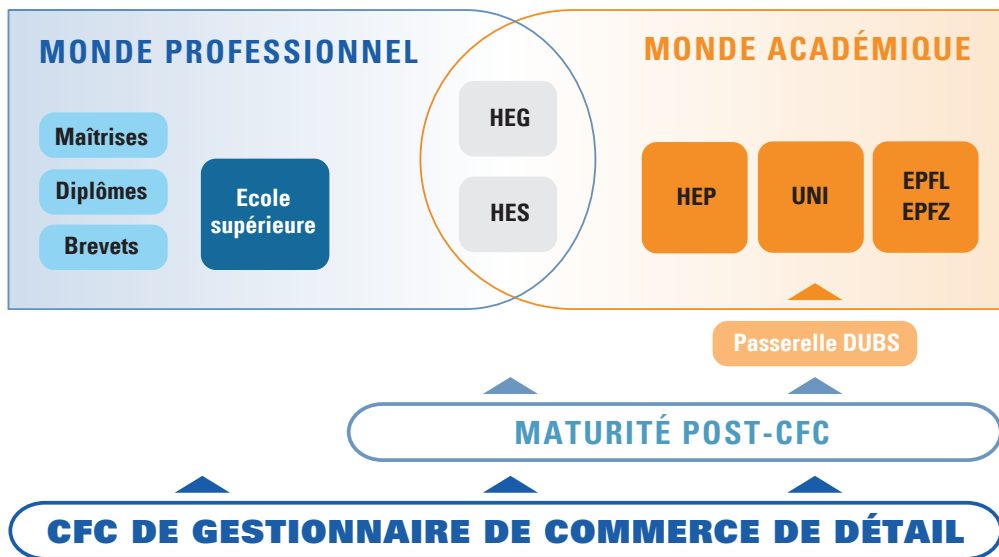 MONDE PROFESSIONNEL
MONDE ACADÉMIQUE
Maîtrises
Diplômes
Brevets
Ecole
supérieure
HEG
HES
HEP
UNI
EPFL
EPFZ
Passerelle DUBS
MATURITÉ POST-CFC
CFC DE GESTIONNAIRE DE COMMERCE DE DÉTAIL